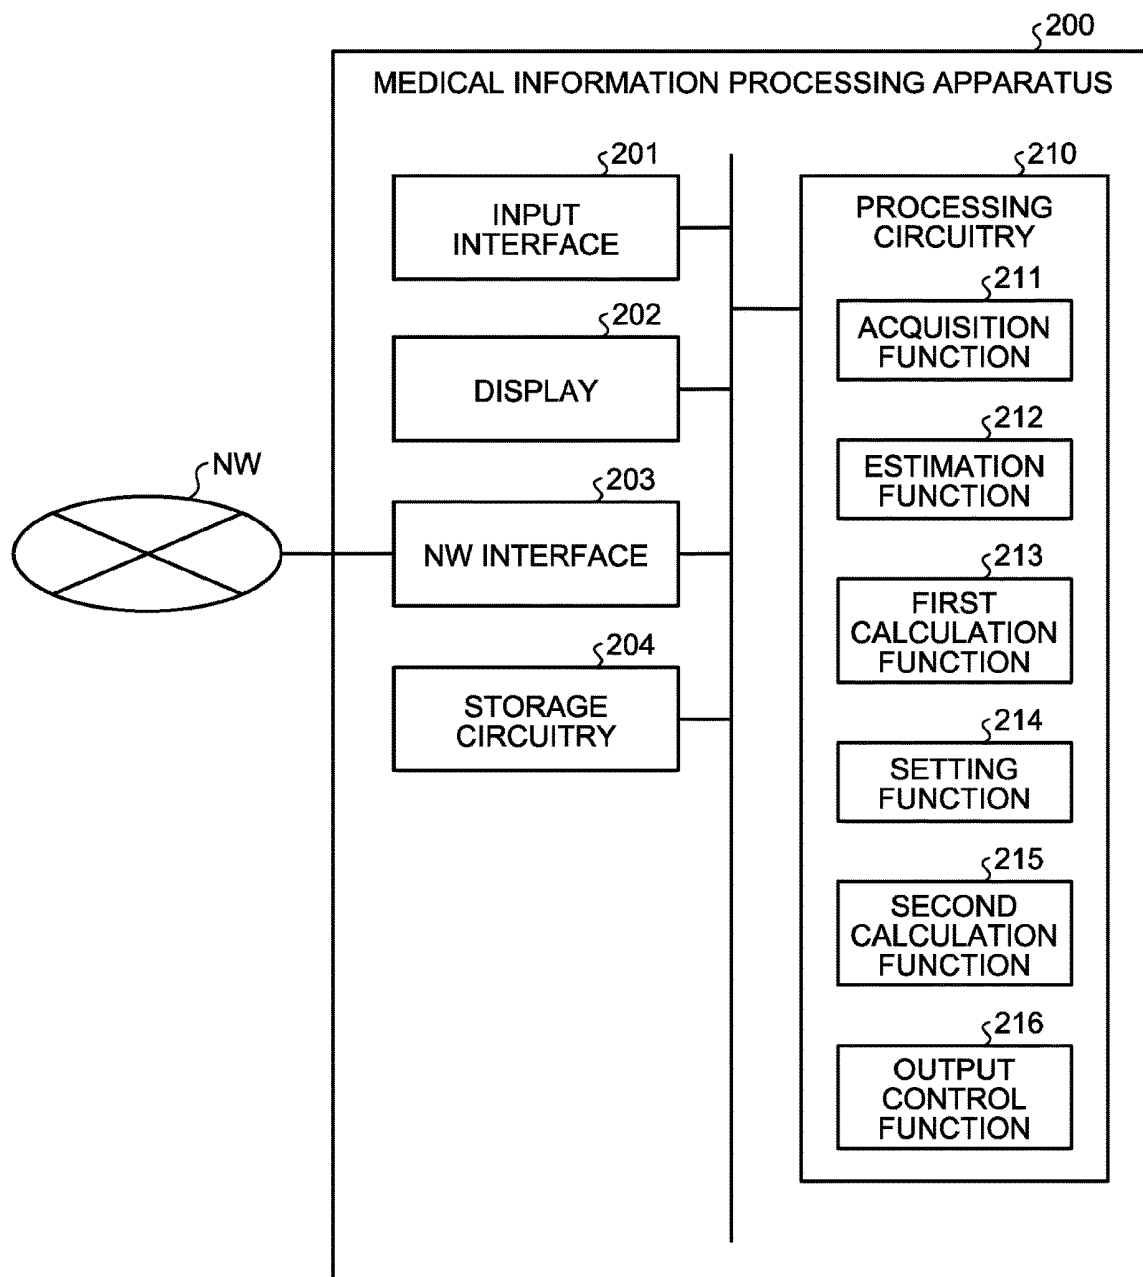 200
MEDICAL INFORMATION PROCESSING APPARATUS
201
INPUT
INTERFACE
202
DISPLAY
NW
203
NW INTERFACE
204
STORAGE
CIRCUITRY
210
PROCESSING
CIRCUITRY
211
ACQUISITION
FUNCTION
212
ESTIMATION
FUNCTION
213
FIRST
CALCULATION
FUNCTION
214
SETTING
FUNCTION
215
SECOND
CALCULATION
FUNCTION
216
OUTPUT
CONTROL
FUNCTION